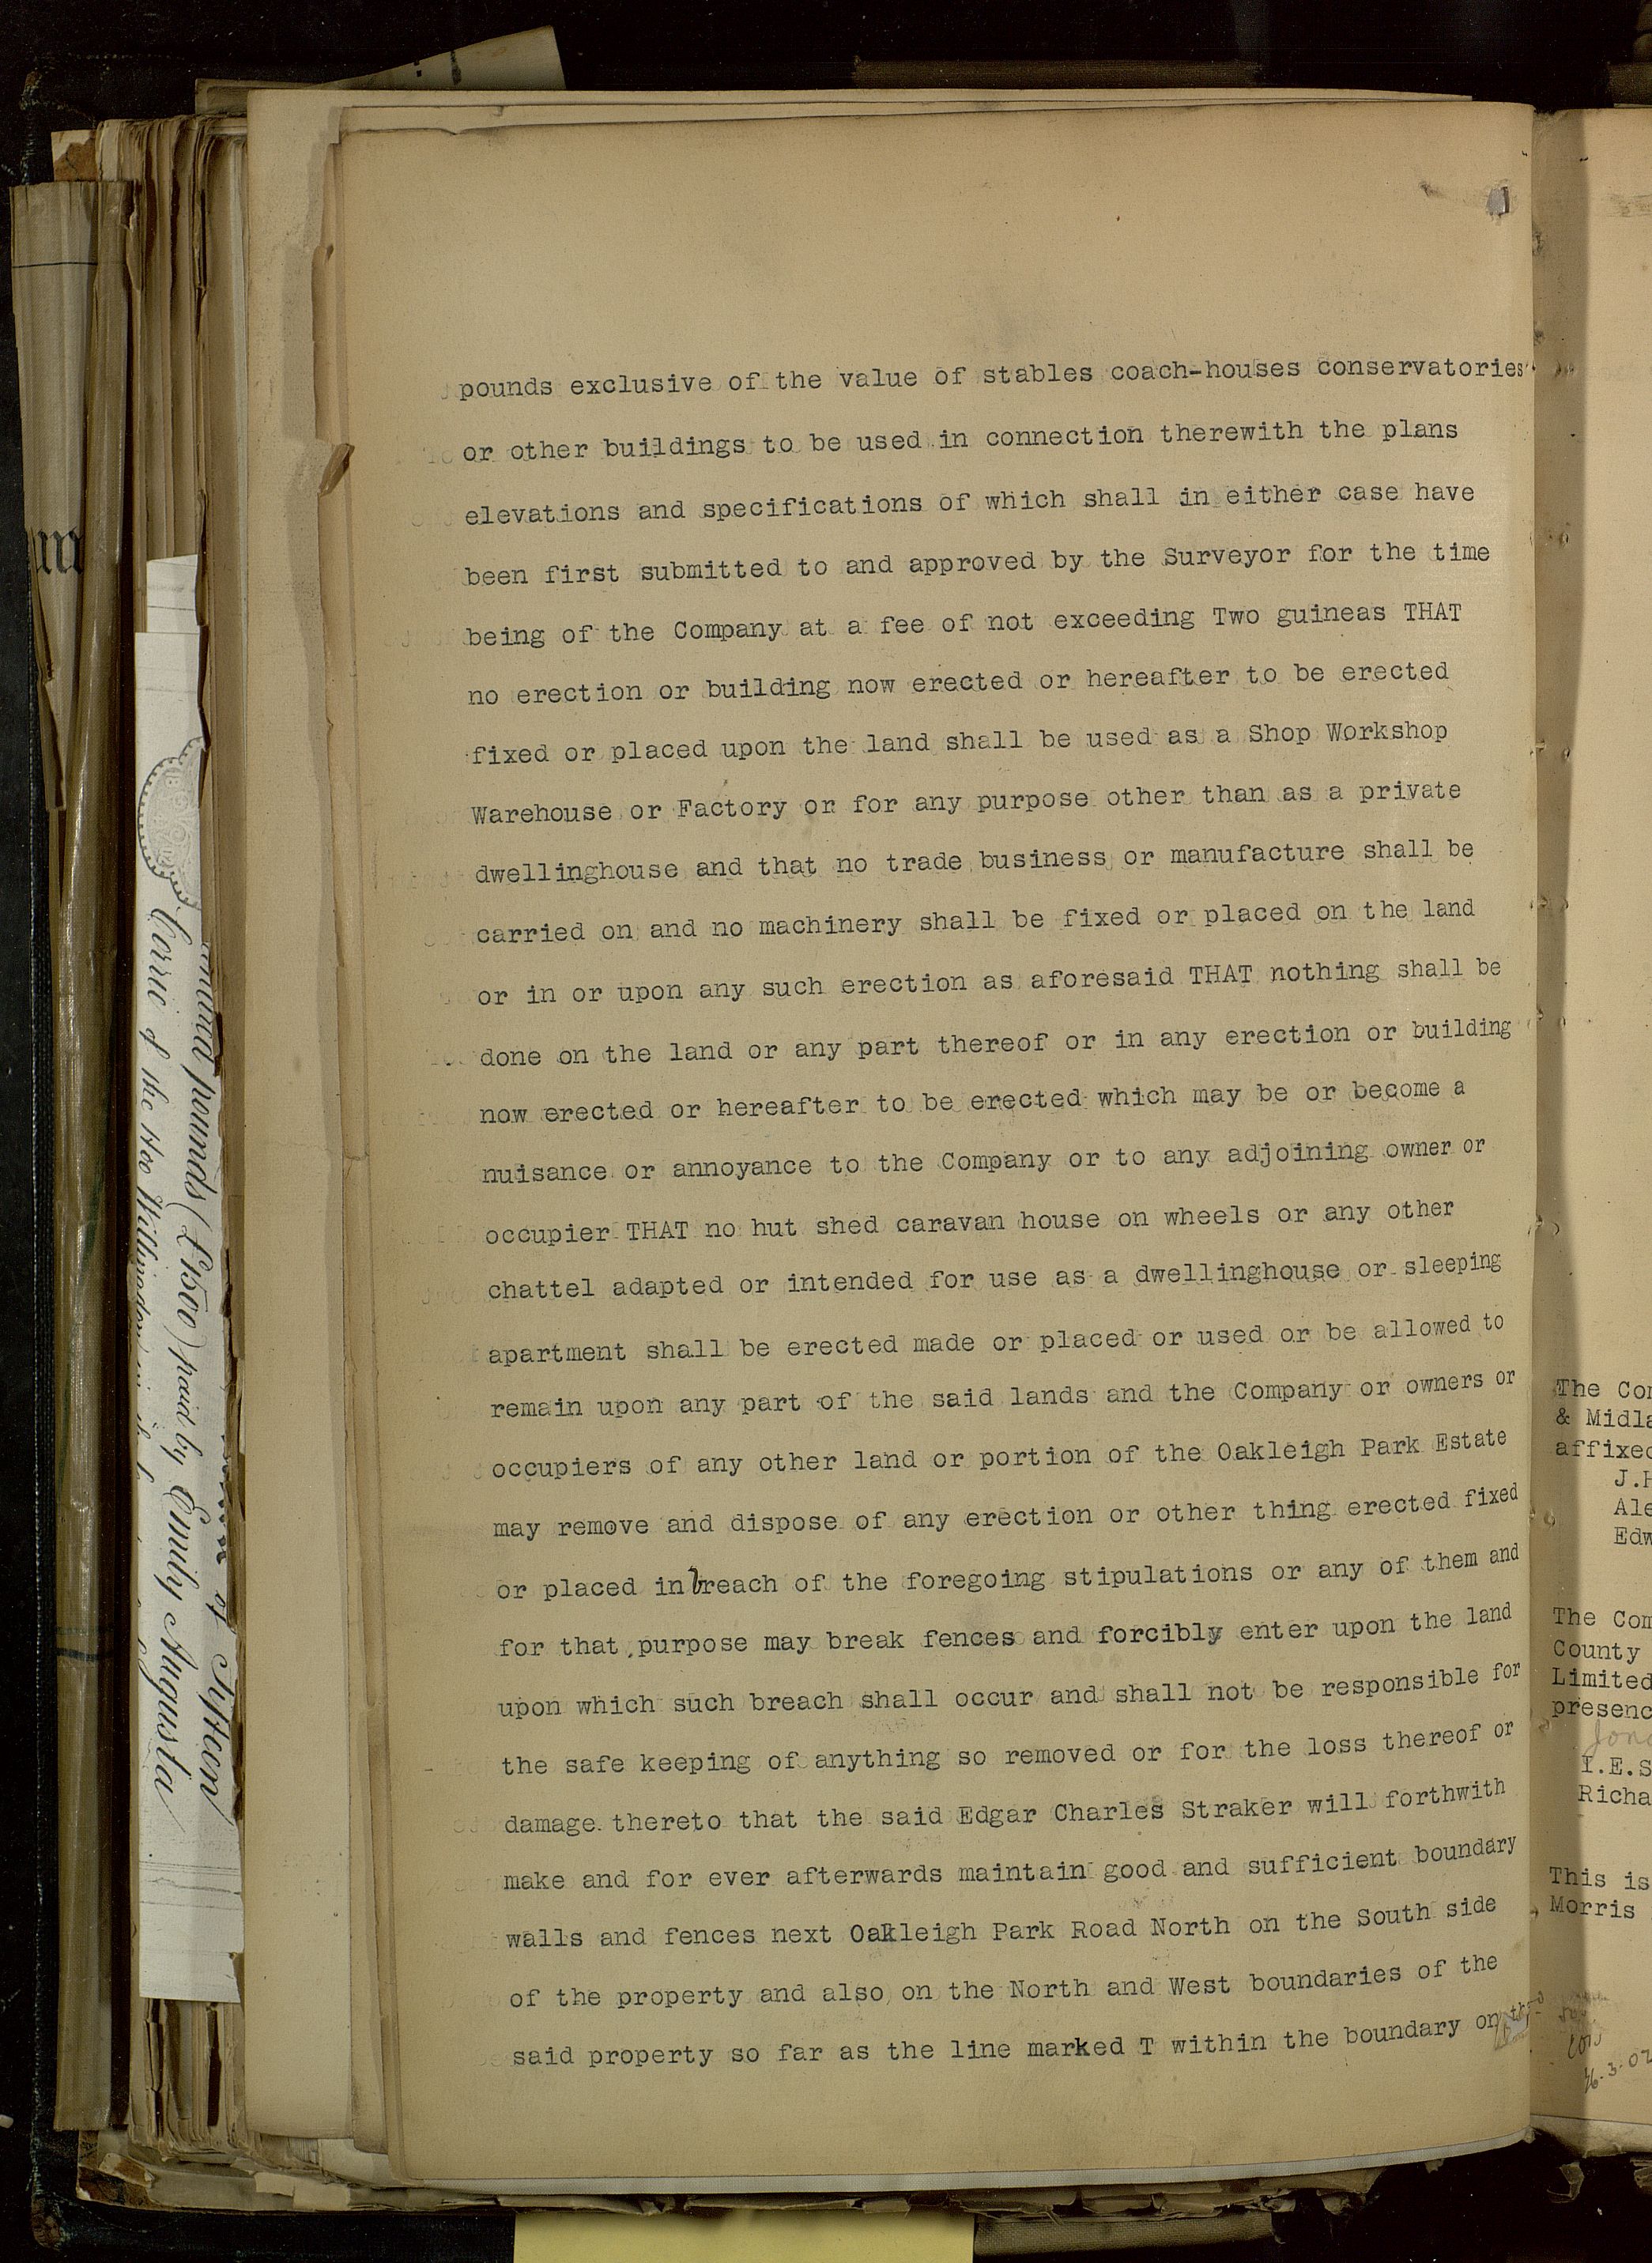 pounds exclusive of the value of stables coach-houses conservatories
or other buildings to be used in connection therewith the plans
elevations and specifications of which shall in either case have
been first submitted to and approved by the Surveyor for the time
being of the Company at a fee of not exceeding Two guineas THAT
no erection or building now erected or hereafter to be erected
fixed or placed upon the land shall be used as a Shop Workshop
Warehouse or Factory or for any purpose other than as a private
dwellinghouse and that no trade business or manufacture shall be
carried on and no machinery shall be fixed or placed on the land
or in or upon any such erection as aforesaid THAT nothing shall be
done on the land or any part thereof or in any erection or building
now erected or hereafter to be erected which may be or become a
nuisance or annoyance to the Company or to any adjoining owner or
occupier THAT no hut shed caravan house on wheels or any other
chattel adapted or intended for use as a dwellinghouse or sleeping
apartment shall be erected made or placed or used or be allowed to
remain upon any part of the said lands and the Company or owners or
occupiers of any other land or portion of the Oakleigh Park Estate
may remove and dispose of any erection or other thing erected fixed
or placed in breach of the foregoing stipulations or any of them and
for that purpose may break fences and forcibly enter upon the land
upon which such breach shall occur and shall not be responsible for
the safe keeping of anything so removed or for the loss thereof or
damage thereto that the said Edgar Charles Straker will forthwith
make and for ever afterwards maintain good and sufficient boundary
walls and fences next Oakleigh Park Road North on the South side
of the property and also on the North and West boundaries of the
said property so far as the line marked T within the boundary on the
of Fifteen
pounds (£1500) paid by Emily Augusta
Corrie of the Hoo Willingdon
The Co
& Midla
affixed
J.H
Ale
Edw
The Com
County
Limited
presenc
I.E.S
Richa
This is
Morris